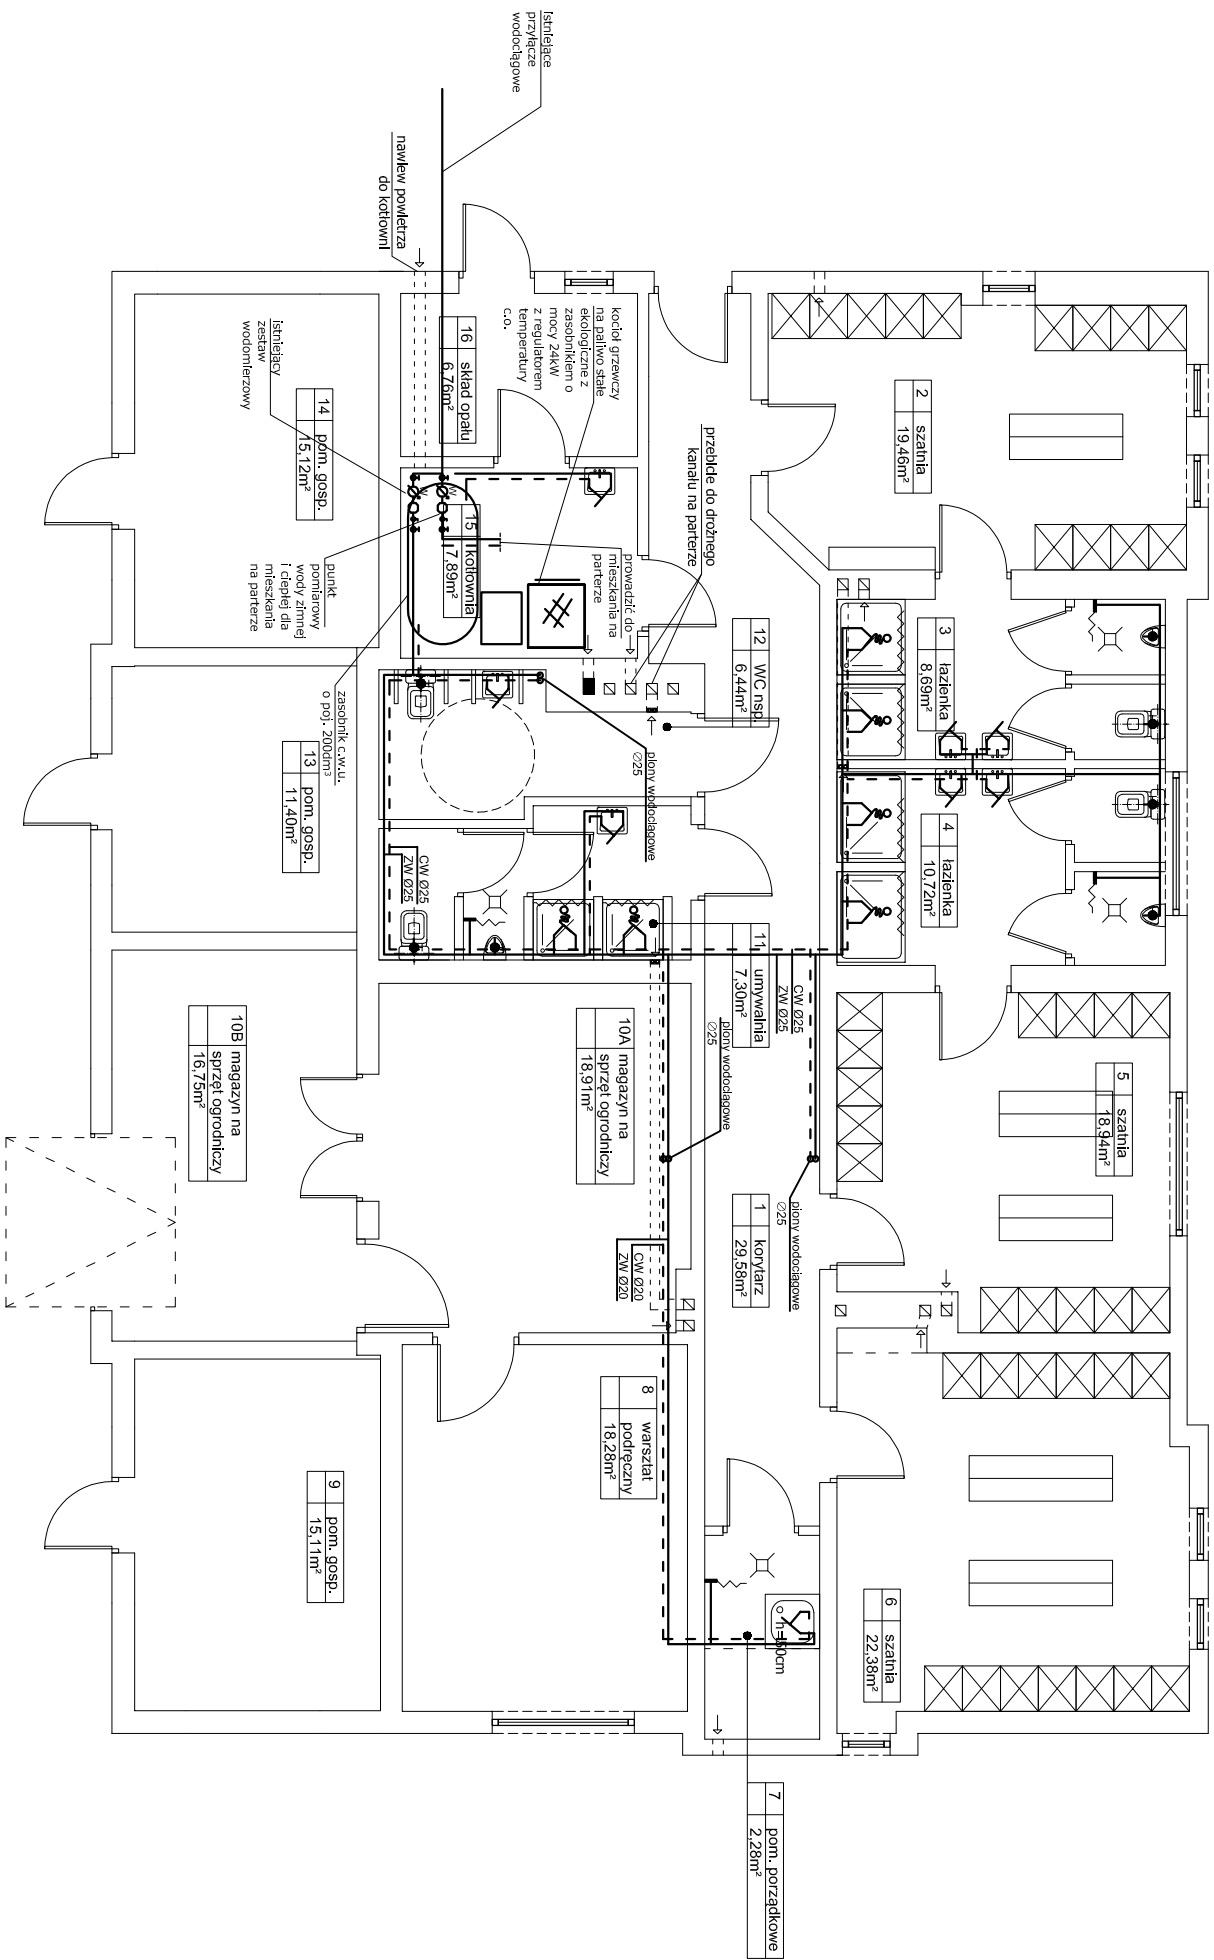 istniejące
przyłącze
wodociągowe
nawiew powietrza
do kotłowni
kocioł grzewczy
na paliwo stałe
ekologiczne z
zasobnikiem o
mocy 24kW
z regulatorem
temperatury
c.o.
16 skład opału
6,76m²
istniejący
zestaw
wodomierzowy
14 pom. gosp.
15,12m²
2 szatnia
19,46m²
przebicie do drożnego
kanału na parterze
15 kotłownia
7,89m²
prowadzić do
mieszkania na
parterze
punkt
pomiarowy
wody zimnej
i ciepłej dla
mieszkania
na parterze
zasobnik c.w.u.
o poj. 200dm³
12 WC nsp.
6,44m²
3 łazienka
8,69m²
4 łazienka
10,72m²
piony wodociągowe
Ø25
13 pom. gosp.
11,40m²
CW Ø25
ZW Ø25
11 umywalnia
7,30m²
CW Ø25
ZW Ø25
piony wodociągowe
Ø25
10A magazyn na
sprzęt ogrodniczy
18,91m²
10B magazyn na
sprzęt ogrodniczy
16,75m²
5 szatnia
18,94m²
1 korytarz
29,58m²
piony wodociągowe
Ø25
CW Ø20
ZW Ø20
8 warsztat
podręczny
18,28m²
9 pom. gosp.
15,11m²
6 szatnia
22,38m²
h=50cm
7 pom. porządkowe
2,28m²
W
W